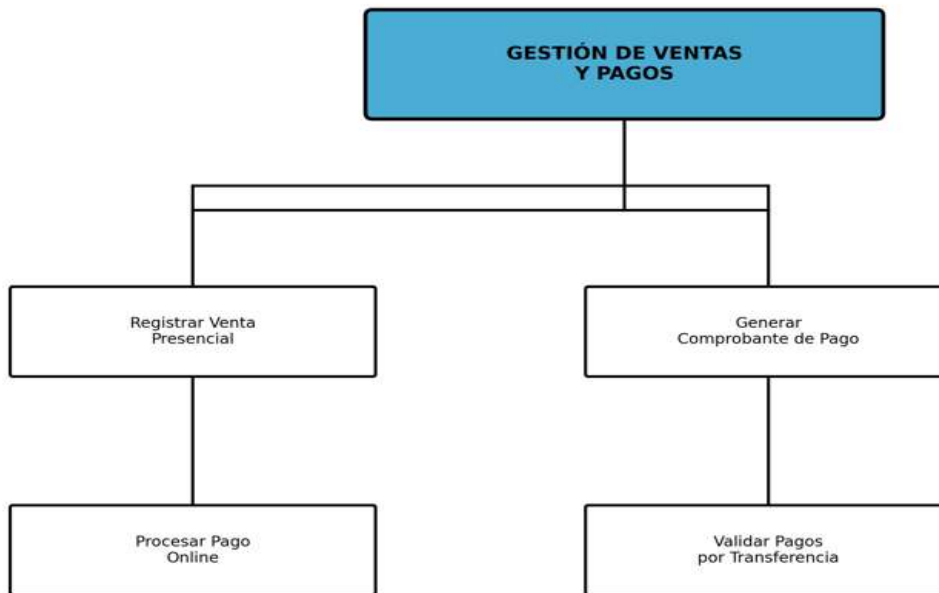 GESTIÓN DE VENTAS
Y PAGOS
Registrar Venta
Presencial
Generar
Comprobante de Pago
Procesar Pago
Online
Validar Pagos
por Transferencia